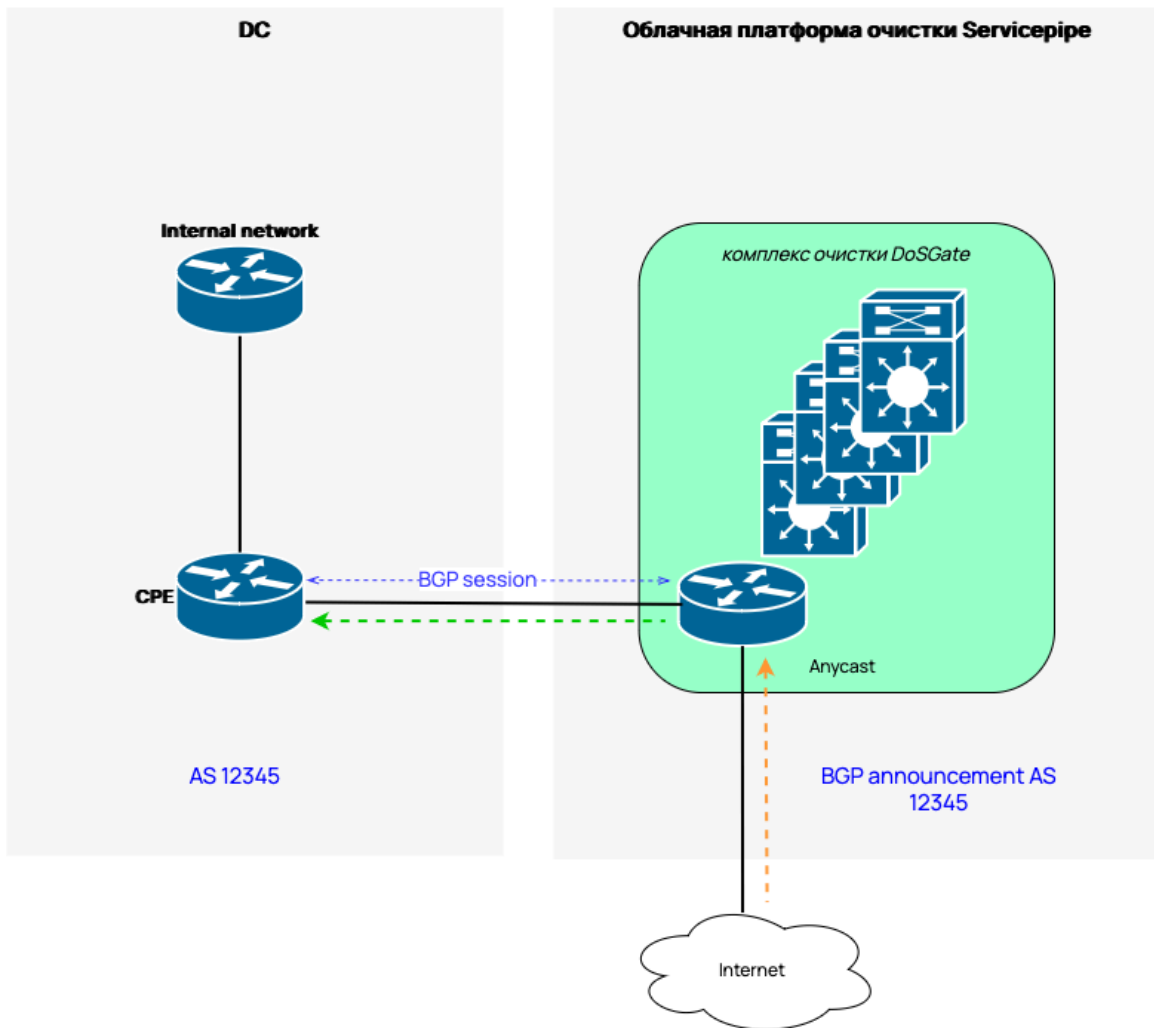 DC
Облачная платформа очистки Servicepipe
Internal network
комплекс очистки DoSGate
CPE
BGP session
Anycast
AS 12345
BGP announcement AS
12345
Internet